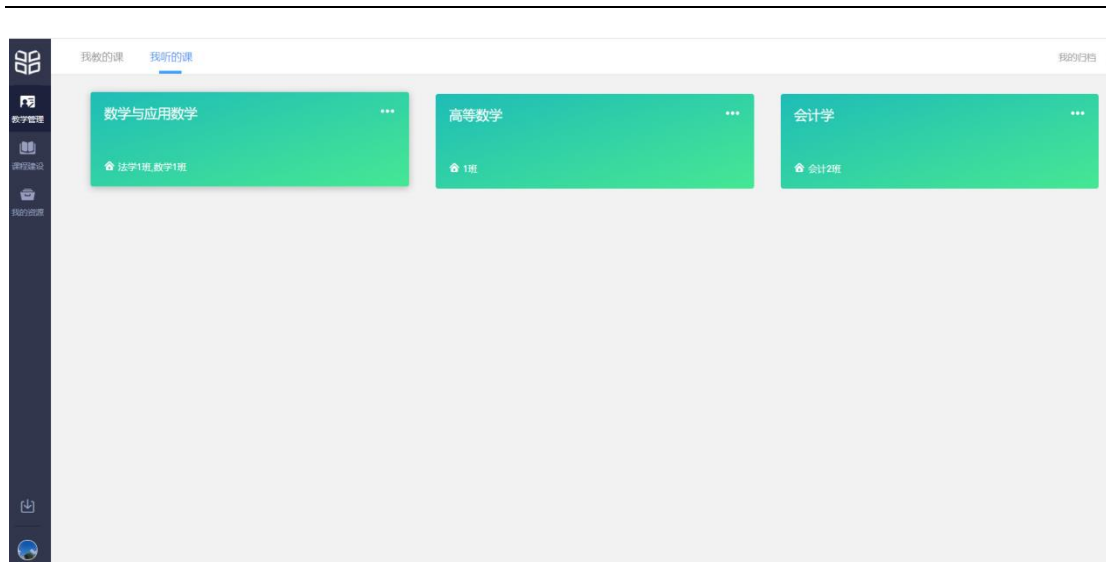 我教的课 我听的课 我的归档
教学管理
课程建设
我的资源
数学与应用数学
法学1班,数学1班
高等数学
1班
会计学
会计2班